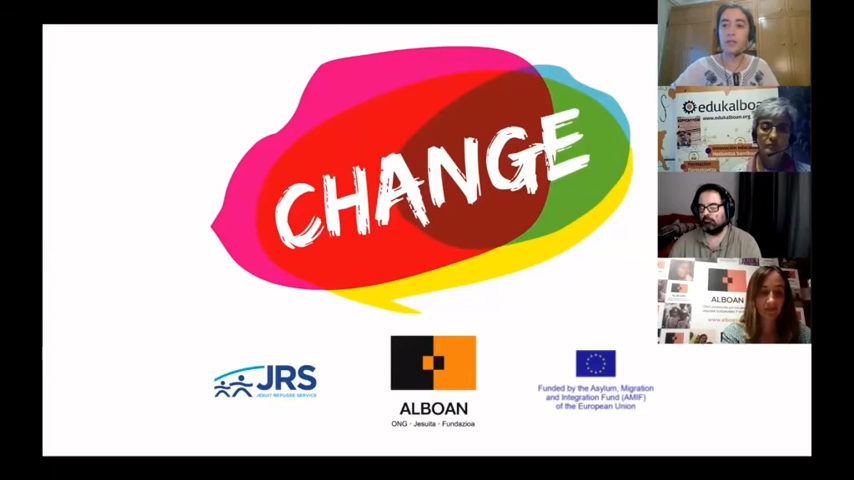 CHANGE
JRS
JESUIT REFUGEE SERVICE
ALBOAN
ONG · Jesuita · Fundazioa
Funded by the Asylum, Migration
and Integration Fund (AMIF)
of the European Union
edukalboan
www.edukalboan.org
ALBOAN